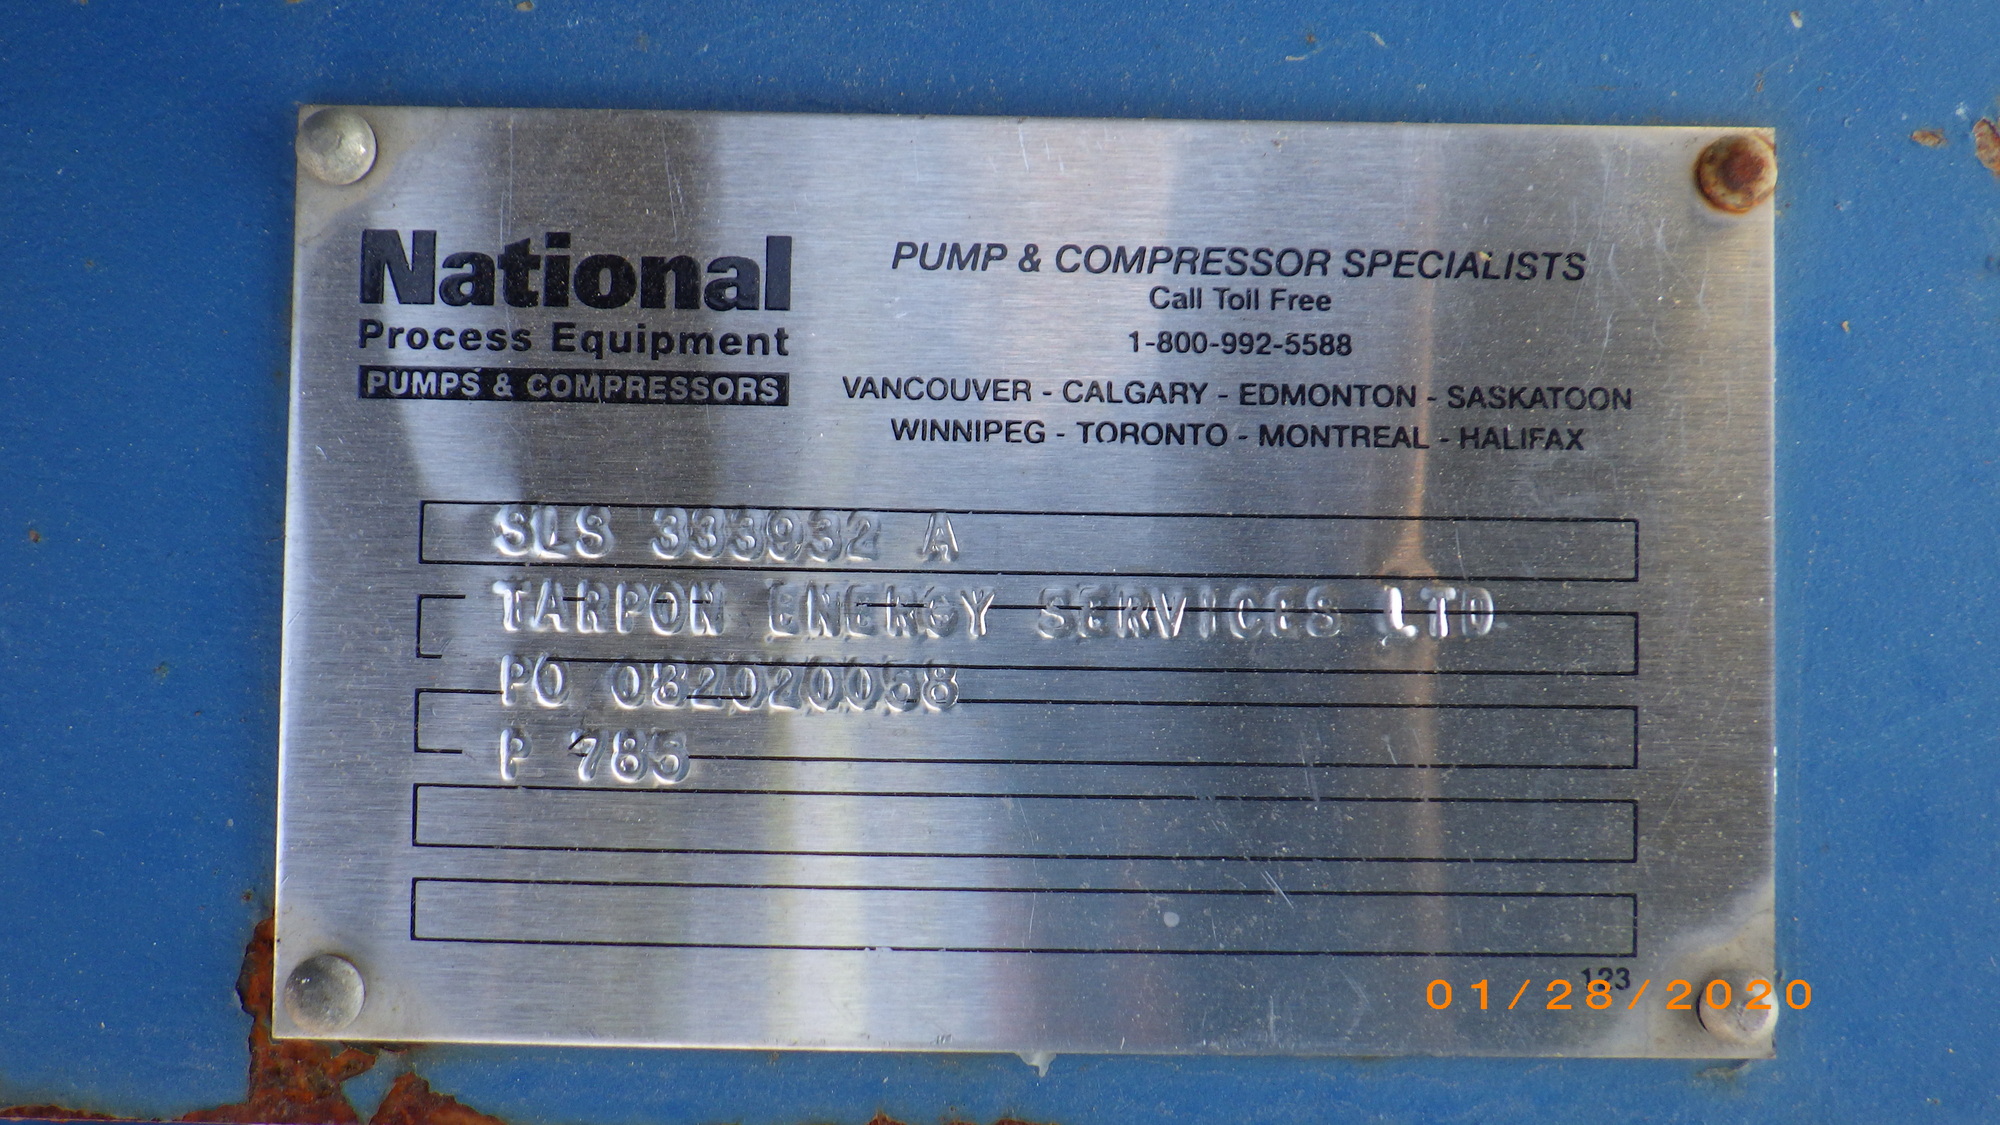 National
Process Equipment
PUMPS & COMPRESSORS
PUMP & COMPRESSOR SPECIALISTS
Call Toll Free
1-800-992-5588
VANCOUVER - CALGARY - EDMONTON - SASKATOON
WINNIPEG - TORONTO - MONTREAL - HALIFAX
SLS 333932 A
TARPON ENERGY SERVICES LTD
PO
P 785
123
01/28/2020